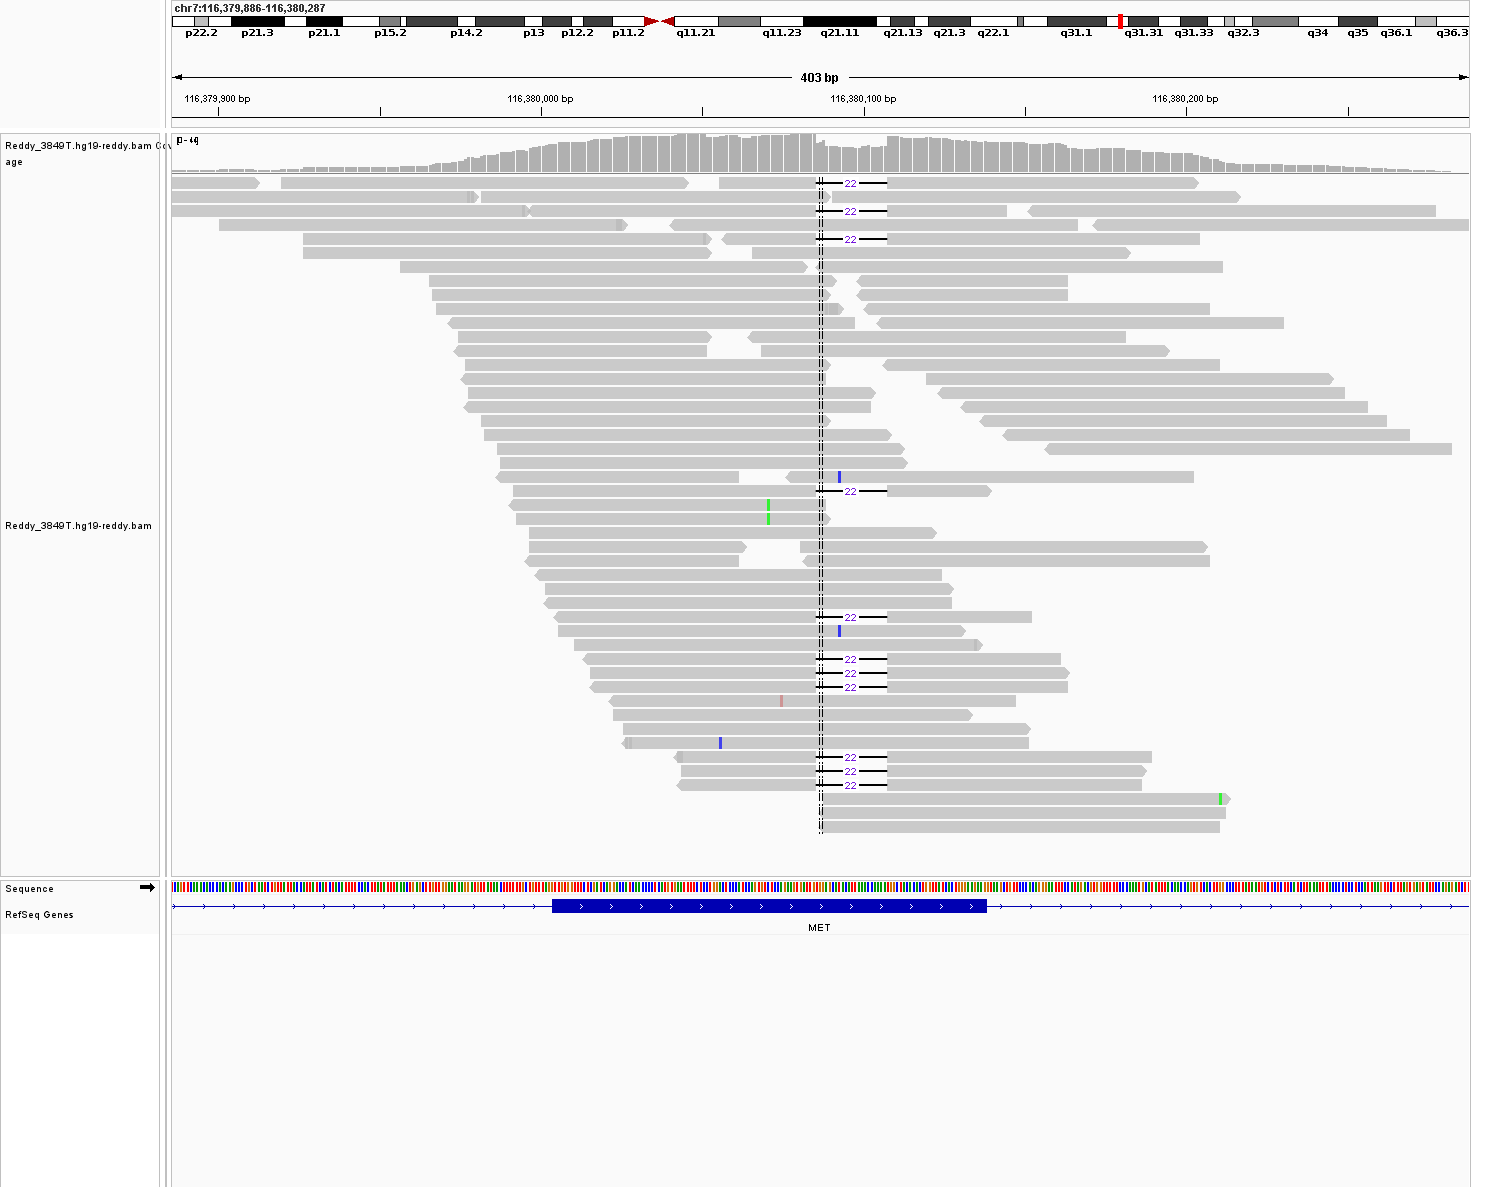 chr7:116,379,886-116,380,287
p22.2 p21.3 p21.1 p15.2 p14.2 p13 p12.2 p11.2 q11.21 q11.23 q21.11 q21.13 q21.3 q22.1 q31.1 q31.31 q31.33 q32.3 q34 q35 q36.1 q36.3
403 bp
116,379,900 bp 116,380,000 bp 116,380,100 bp 116,380,200 bp
Reddy_3849T.hg19-reddy.bam Cov
age
22
22
22
22
22
22
22
22
22
22
22
Reddy_3849T.hg19-reddy.bam
Sequence
RefSeq Genes
MET